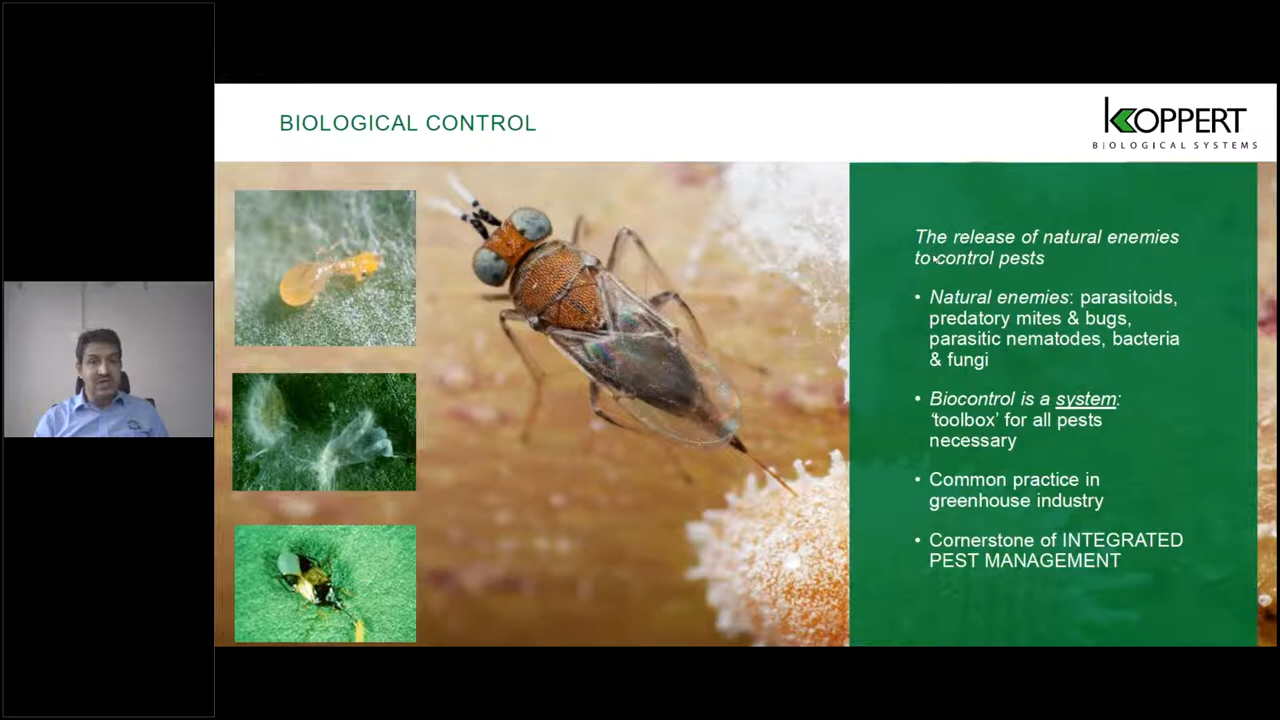 BIOLOGICAL CONTROL
KOPPERT
BIOLOGICAL SYSTEMS
The release of natural enemies
to control pests
• Natural enemies: parasitoids,
predatory mites & bugs,
parasitic nematodes, bacteria
& fungi
• Biocontrol is a system:
‘toolbox’ for all pests
necessary
• Common practice in
greenhouse industry
• Cornerstone of INTEGRATED
PEST MANAGEMENT